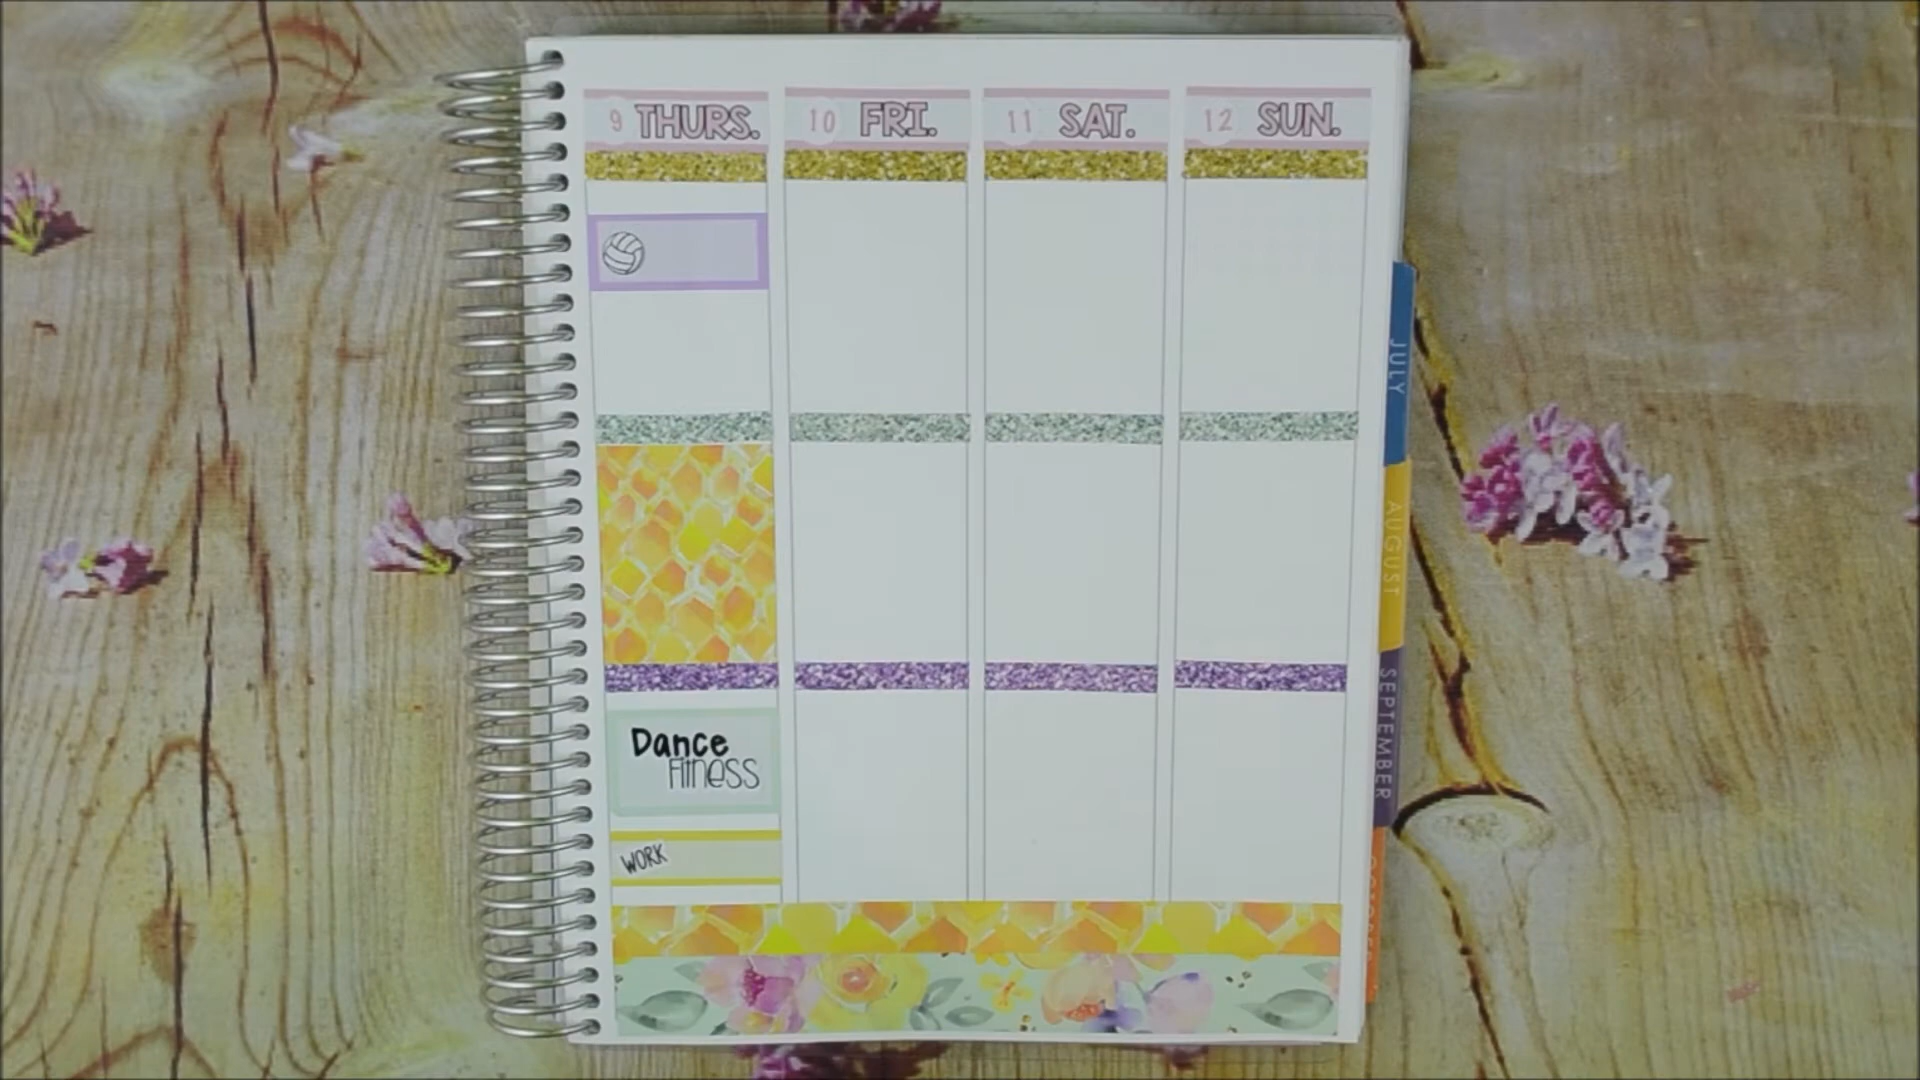 9 THURS.
10 FRI.
11 SAT.
12 SUN.
JULY
AUGUST
SEPTEMBER
Dance
Fitness
WORK